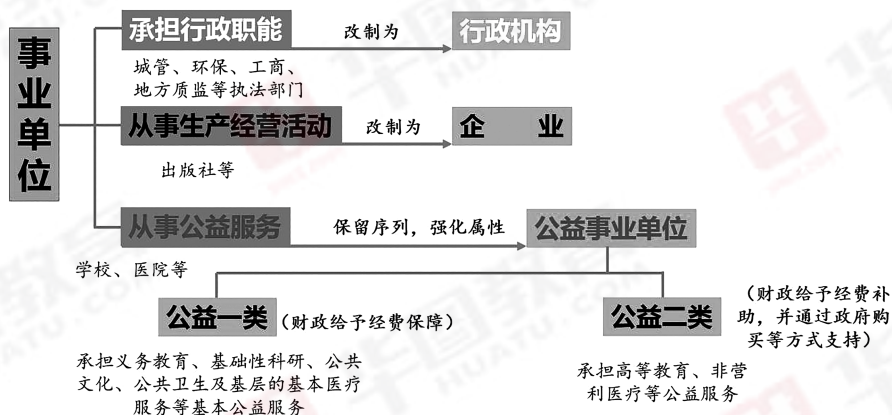 事业单位
承担行政职能
改制为
行政机构
城管、环保、工商、
地方质监等执法部门
从事生产经营活动
改制为
企 业
出版社等
从事公益服务
保留序列，强化属性
公益事业单位
学校、医院等
公益一类
（财政给予经费保障）
承担义务教育、基础性科研、公共
文化、公共卫生及基层的基本医疗
服务等基本公益服务
公益二类
（财政给予经费补
助，并通过政府购
买等方式支持）
承担高等教育、非营
利医疗等公益服务